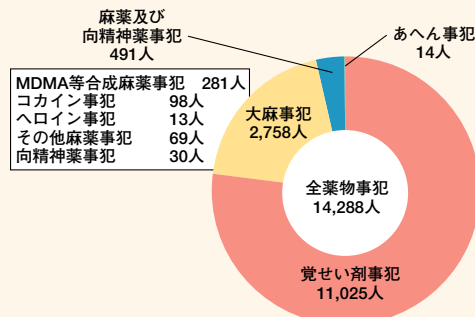 麻薬及び
向精神薬事犯
491人
MDMA等合成麻薬事犯 281人
コカイン事犯 98人
ヘロイン事犯 13人
その他麻薬事犯 69人
向精神薬事犯 30人
あへん事犯
14人
大麻事犯
2,758人
全薬物事犯
14,288人
覚せい剤事犯
11,025人